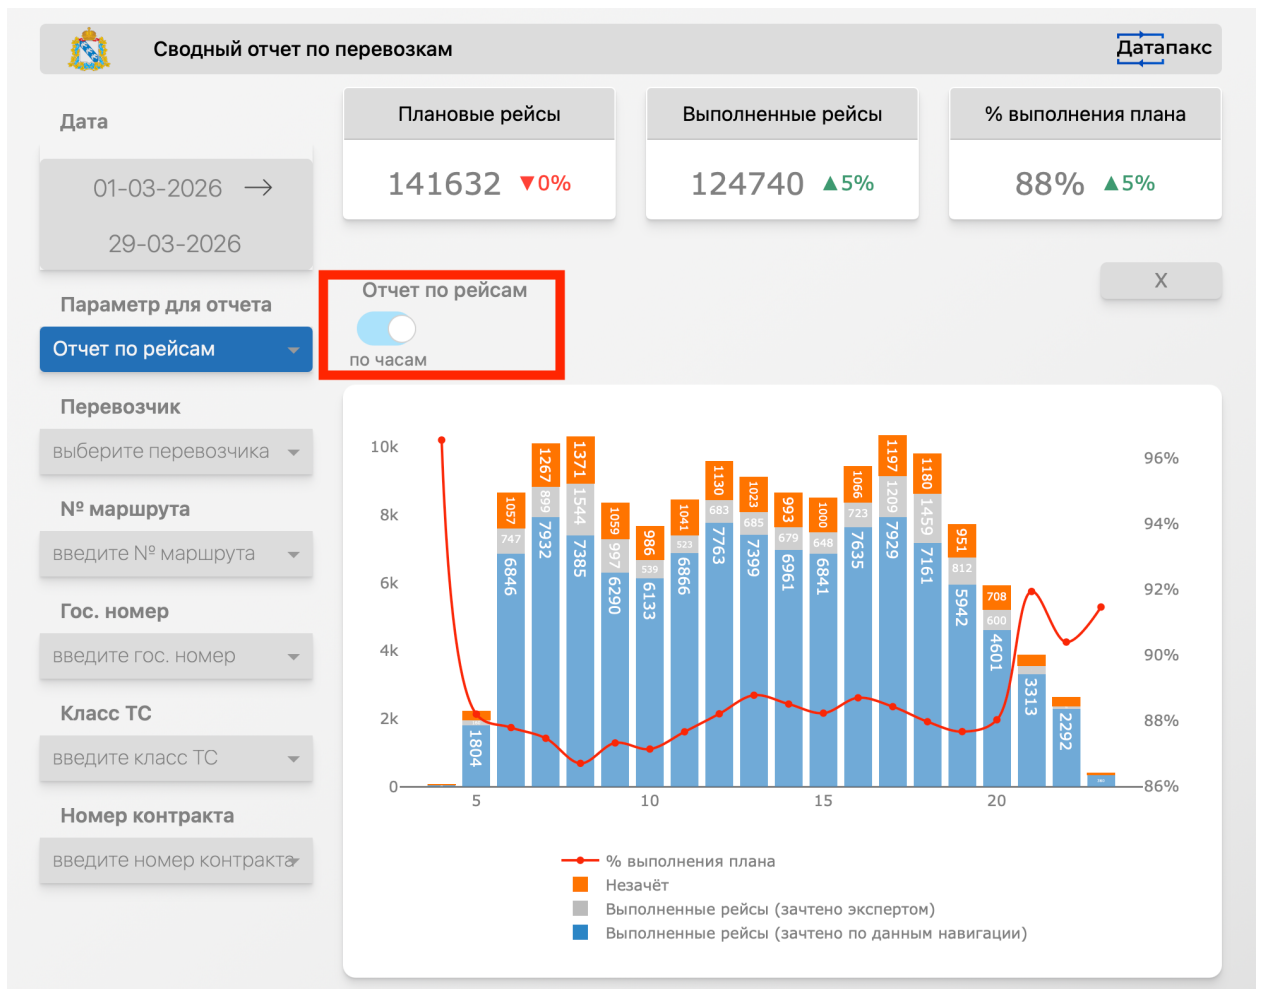 Сводный отчет по перевозкам
Датапакс
Дата
01-03-2026 →
29-03-2026
Параметр для отчета
Отчет по рейсам
Перевозчик
выберите перевозчика
№ маршрута
введите № маршрута
Гос. номер
введите гос. номер
Класс ТС
введите класс ТС
Номер контракта
введите номер контракта
Плановые рейсы
141632 ▼0%
Выполненные рейсы
124740 ▲5%
% выполнения плана
88% ▲5%
X
Отчет по рейсам
по часам
10k
8k
6k
4k
2k
0
96%
94%
92%
90%
88%
86%
1804
1057
747
6846
1267
899
7932
1371
1544
7385
1059
997
6290
986
539
6133
1041
523
6866
1130
683
7763
1023
685
7399
993
679
6961
1000
648
6841
1066
723
7635
1197
1209
7929
1180
1459
7161
951
812
5942
708
600
4601
3313
2292
5
10
15
20
% выполнения плана
Незачёт
Выполненные рейсы (зачтено экспертом)
Выполненные рейсы (зачтено по данным навигации)